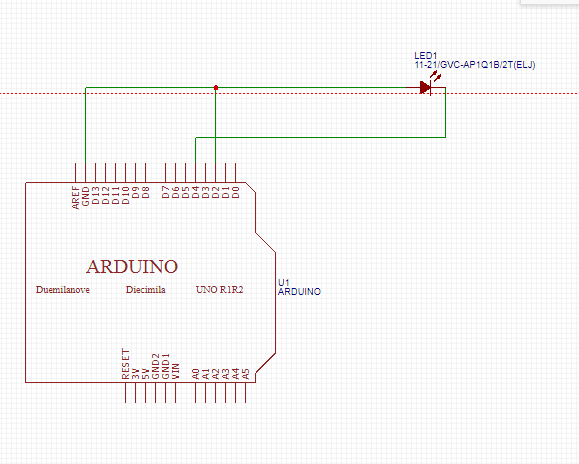 LED1
11-21/GVC-AP1Q1B/2T(ELJ)
AREF
GND
D13
D12
D11
D10
D9
D8
D7
D6
D5
D4
D3
D2
D1
D0
ARDUINO
Duemilanove Diecimila UNO R1R2
U1
ARDUINO
RESET
3V
5V
GND2
GND1
VIN
A0
A1
A2
A3
A4
A5